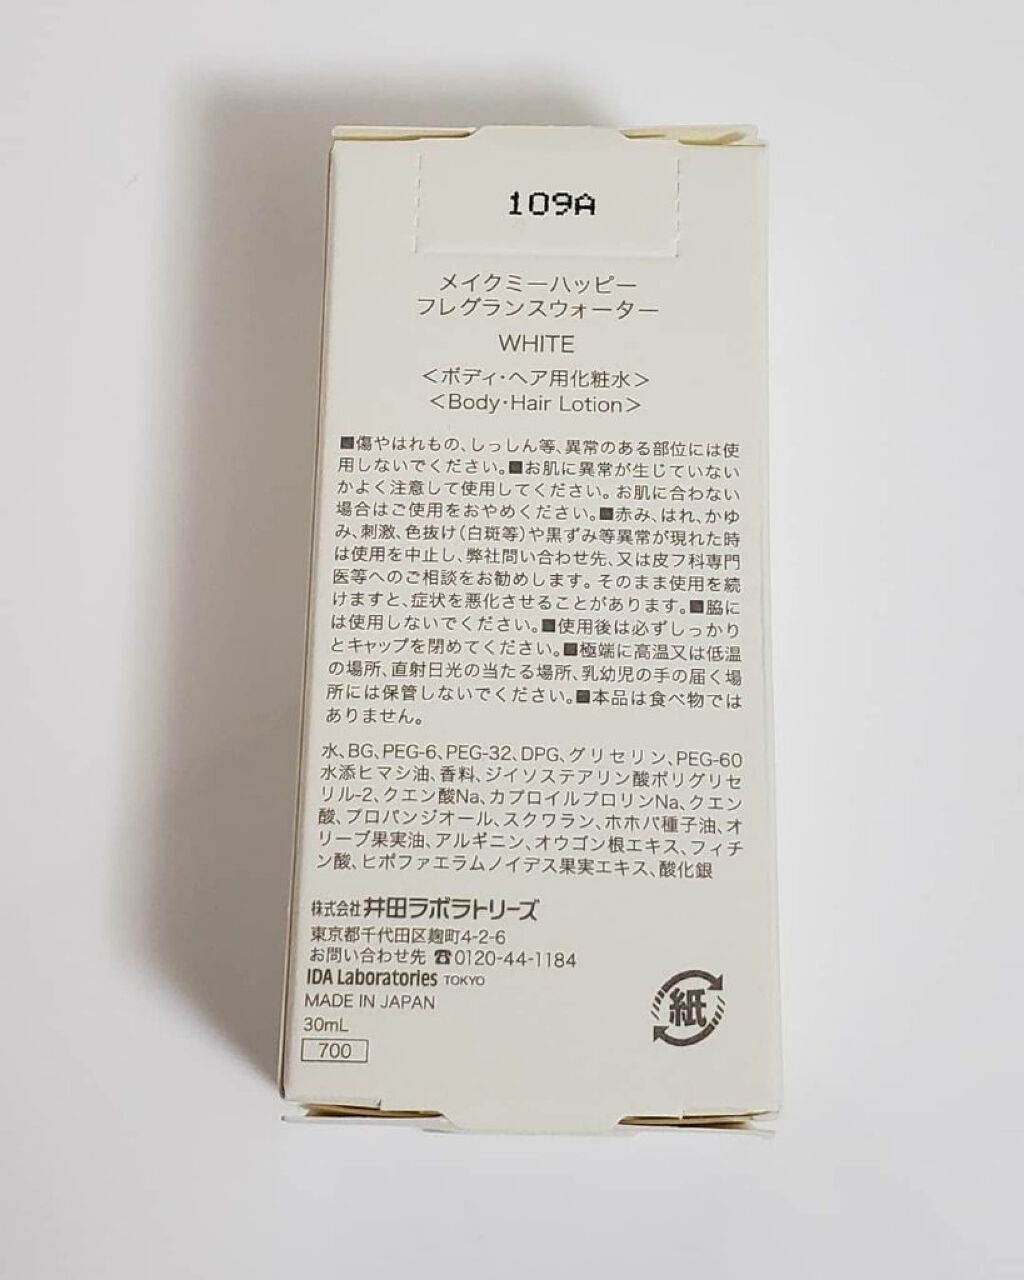 109A
メイクミーハッピー
フレグランスウォーター
WHITE
＜ボディ・ヘア用化粧水＞
＜Body・Hair Lotion＞
■傷やはれもの、しっしん等、異常のある部位には使
用しないでください。■お肌に異常が生じていない
かよく注意して使用してください。お肌に合わない
場合はご使用をおやめください。■赤み、はれ、かゆ
み、刺激、色抜け(白斑等)や黒ずみ等異常が現れた時
は使用を中止し、弊社問い合わせ先、又は皮フ科専門
医等へのご相談をお勧めします。そのまま使用を続
けますと、症状を悪化させることがあります。■脇に
は使用しないでください。■使用後は必ずしっかり
とキャップを閉めてください。■極端に高温又は低温
の場所、直射日光の当たる場所、乳幼児の手の届く場
所には保管しないでください。■本品は食べ物では
ありません。
水、BG、PEG-6、PEG-32、DPG、グリセリン、PEG-60
水添ヒマシ油、香料、ジイソステアリン酸ポリグリセ
リル-2、クエン酸Na、カプロイルプロリンNa、クエン
酸、プロパンジオール、スクワラン、ホホバ種子油、オ
リーブ果実油、アルギニン、オウゴン根エキス、フィチ
ン酸、ヒポファエラムノイデス果実エキス、酸化銀
株式会社 井田ラボラトリーズ
東京都千代田区麹町4-2-6
お問い合わせ先 ☎0120-44-1184
IDA Laboratories TOKYO
MADE IN JAPAN
30mL
700
紙